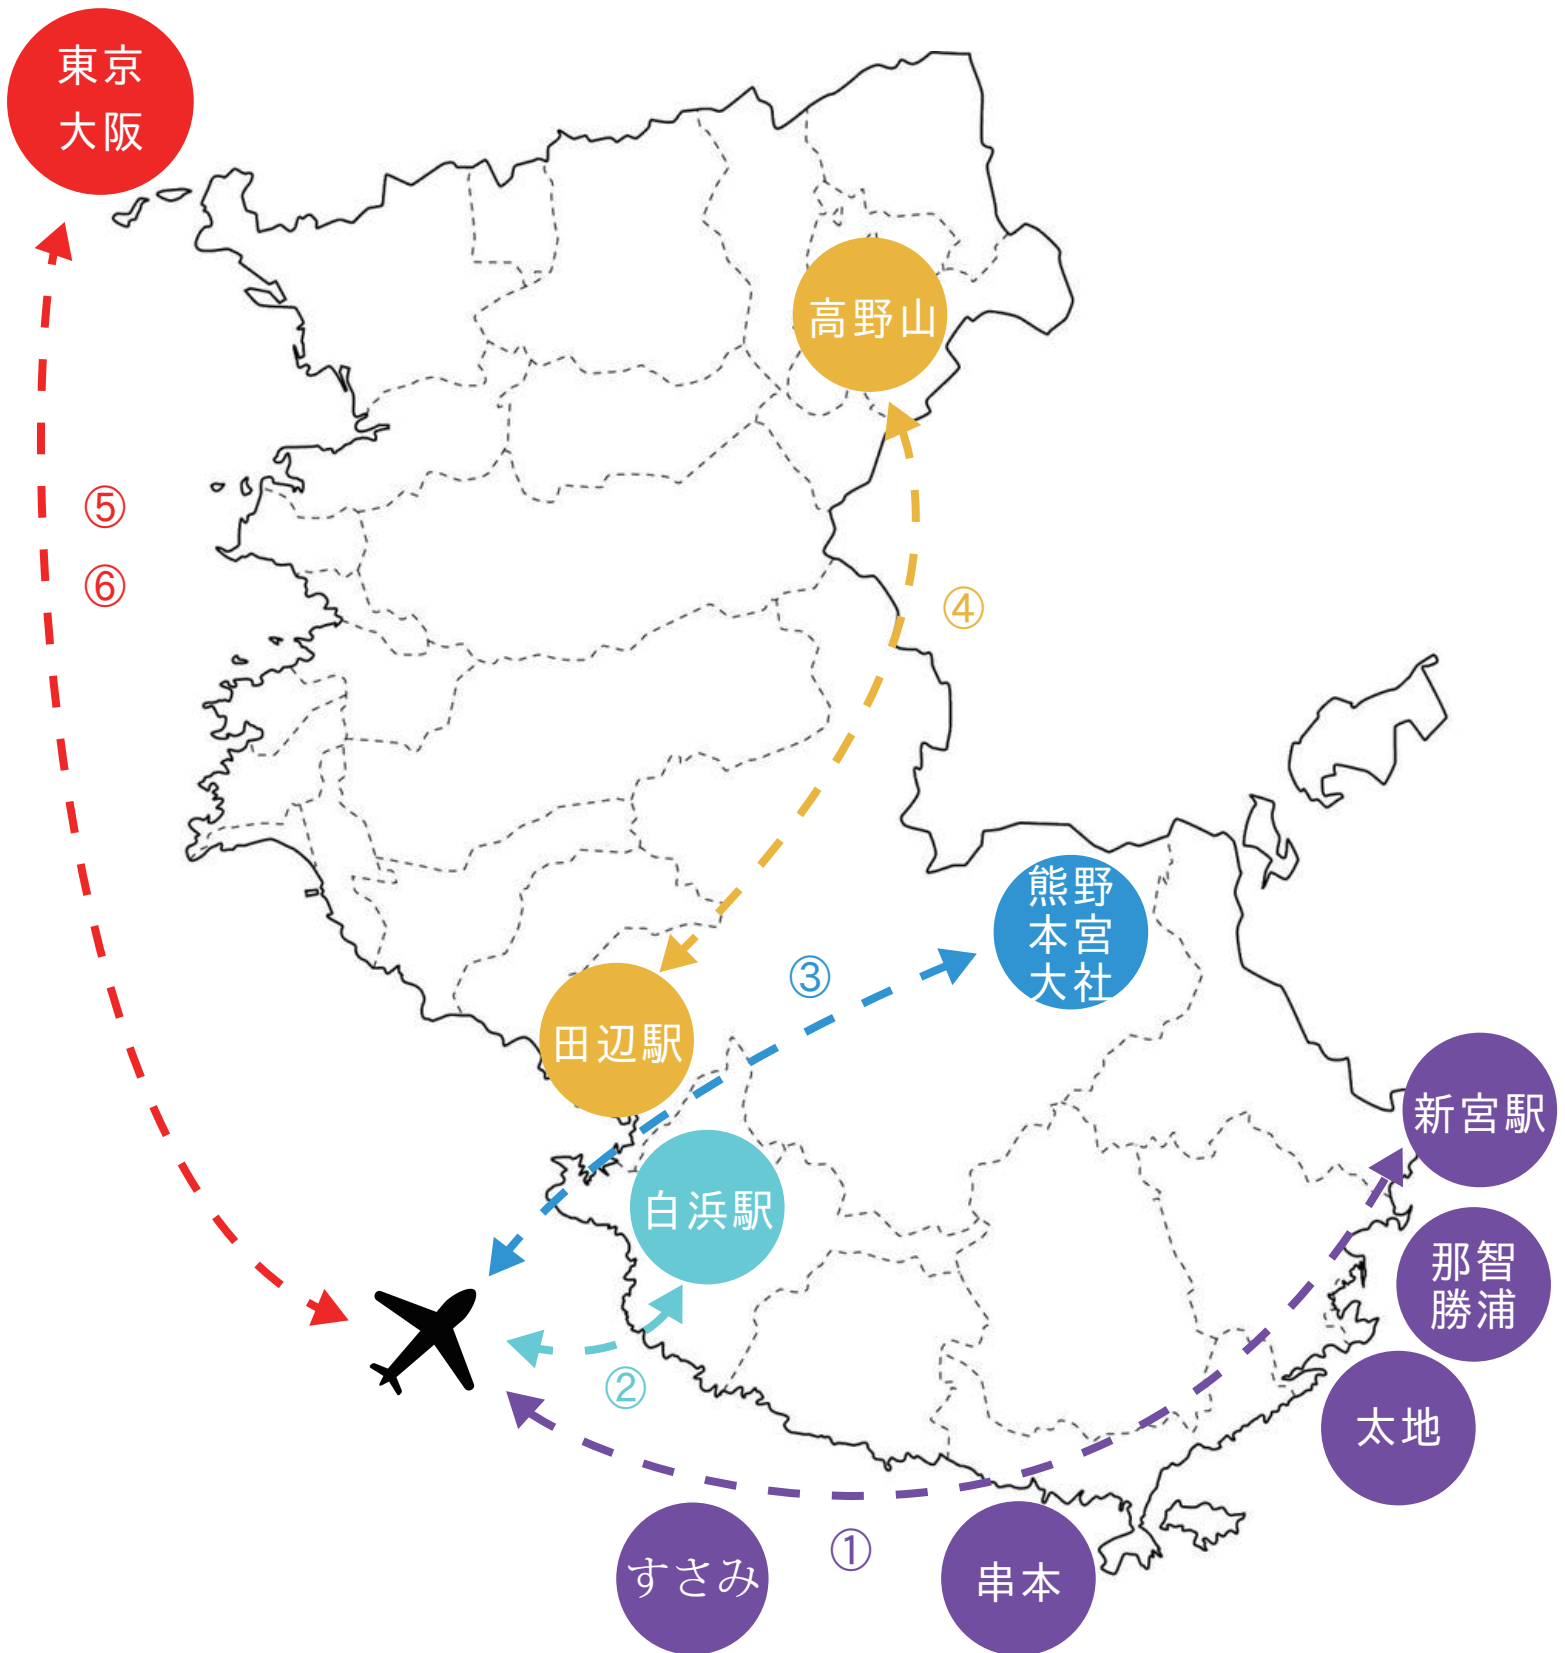 東京
大阪
高野山
⑤
⑥
④
熊野
本宮
大社
③
田辺駅
新宮駅
白浜駅
那智
勝浦
②
太地
①
すさみ
串本